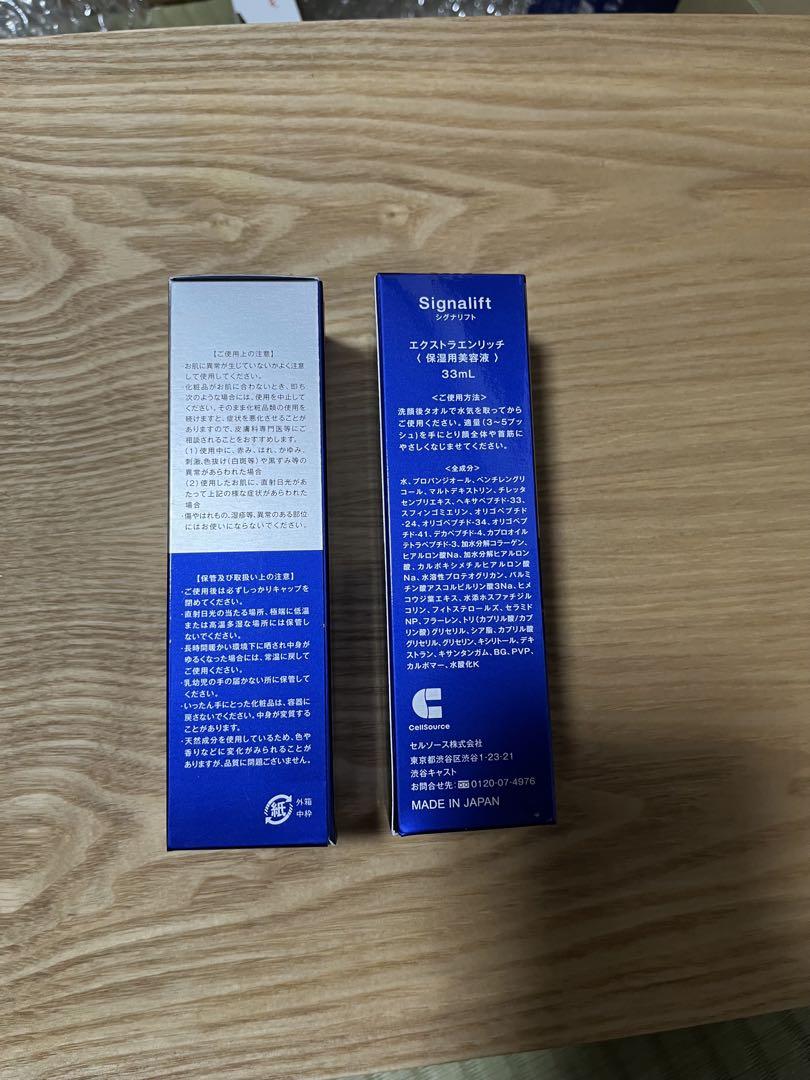 【ご使用上の注意】
・お肌に異常が生じていないかよく注意
して使用してください。
・化粧品がお肌に合わないとき、即ち
次のような場合には、使用を中止して
ください。そのまま化粧品類の使用を
続けますと、症状を悪化させることが
ありますので、皮膚科専門医等にご
相談されることをおすすめします。
(1)使用中に、赤み、はれ、かゆみ、
刺激、色抜け(白斑等)や黒ずみ等の
異常があらわれた場合
(2)使用したお肌に、直射日光があ
たって上記の様な症状があらわれた
場合
・傷やはれもの、湿疹等、異常のある部位
にはお使いにならないでください。
【保管及び取扱い上の注意】
・ご使用後は必ずしっかりキャップを
閉めてください。
・直射日光の当たる場所、極端に低温
または高温多湿な場所には保管し
ないでください。
・長時間暖かい環境下に晒され中身が
ゆるくなった場合には、常温に戻して
ご使用ください。
・乳幼児の手の届かない所に保管して
ください。
・いったん手にとった化粧品は、容器に
戻さないでください。中身が変質する
ことがあります。
・天然成分を使用しているため、色や
香りなどに変化がみられることが
ありますが、品質に問題ございません。
紙
外箱
中枠
Signalift
シグナリフト
エクストラエンリッチ
〈 保湿用美容液 〉
33mL
<ご使用方法>
洗顔後タオルで水気を取ってから
ご使用ください。適量(3〜5プッ
シュ)を手にとり顔全体や首筋に
やさしくなじませてください。
<全成分>
水、プロパンジオール、ペンチレングリ
コール、マルトデキストリン、チレッタ
センブリエキス、ヘキサペプチド-33、
スフィンゴミエリン、オリゴペプチド
-24、オリゴペプチド-34、オリゴペプ
チド-41、デカペプチド-4、カプロオイル
テトラペプチド-3、加水分解コラーゲン、
ヒアルロン酸Na、加水分解ヒアルロン
酸、カルボキシメチルヒアルロン酸
Na、水溶性プロテオグリカン、パルミ
チン酸アスコルビルリン酸3Na、ヒメ
コウジ葉エキス、水添ホスファチジル
コリン、フィトステロールズ、セラミド
NP、フラーレン、トリ(カプリル酸/カプ
リン酸)グリセリル、シア脂、カプリル酸
グリセリル、グリセリン、キシリトール、デキ
ストラン、キサンタンガム、BG、PVP、
カルボマー、水酸化K
CellSource
セルソース株式会社
東京都渋谷区渋谷1-23-21
渋谷キャスト
お問合せ先:0120-07-4976
MADE IN JAPAN